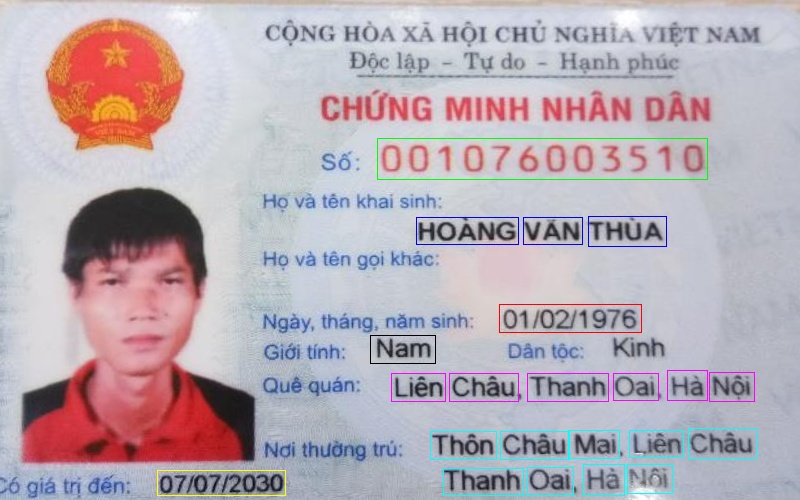 CỘNG HÒA XÃ HỘI CHỦ NGHĨA VIỆT NAM
Độc lập - Tự do - Hạnh phúc
CHỨNG MINH NHÂN DÂN
Số: 001076003510
Họ và tên khai sinh:
HOÀNG VĂN THÙA
Họ và tên gọi khác:
Ngày, tháng, năm sinh: 01/02/1976
Giới tính: Nam Dân tộc: Kinh
Quê quán: Liên Châu, Thanh Oai, Hà Nội
Nơi thường trú: Thôn Châu Mai, Liên Châu
Thanh Oai, Hà Nội
Có giá trị đến: 07/07/2030